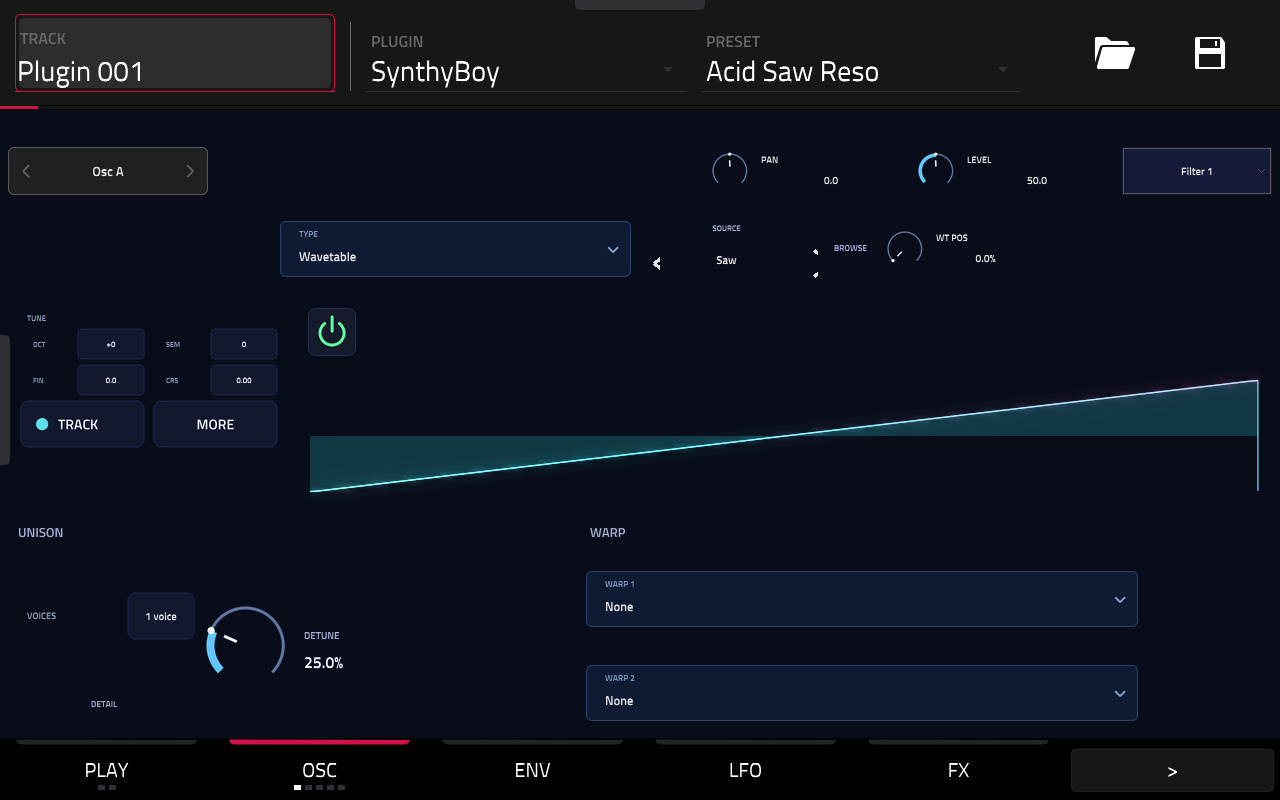 TRACK
Plugin 001
PLUGIN
SynthyBoy
PRESET
Acid Saw Reso
Osc A
PAN
0.0
LEVEL
50.0
Filter 1
TYPE
Wavetable
SOURCE
Saw
BROWSE
WT POS
0.0%
TUNE
OCT
+0
SEM
0
FIN
0.0
CRS
0.00
TRACK
MORE
UNISON
WARP
VOICES
1 voice
DETUNE
25.0%
DETAIL
WARP 1
None
WARP 2
None
PLAY
OSC
ENV
LFO
FX
>